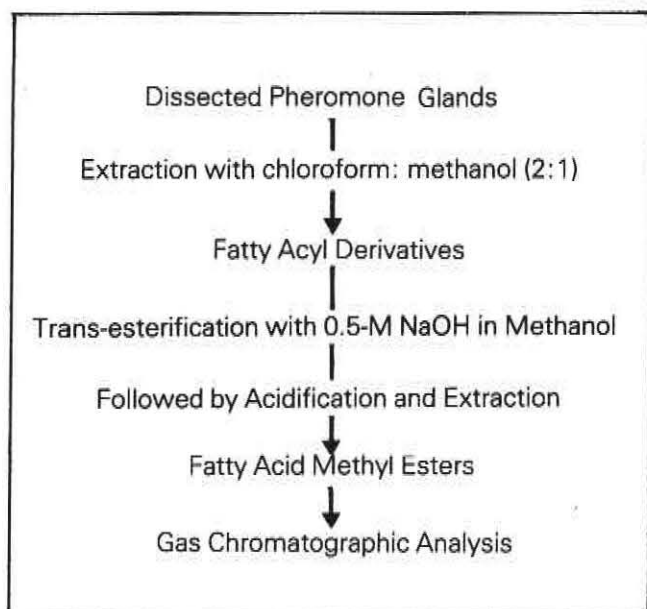 Dissected Pheromone Glands
Extraction with chloroform: methanol (2:1)
Fatty Acyl Derivatives
Trans-esterification with 0.5-M NaOH in Methanol
Followed by Acidification and Extraction
Fatty Acid Methyl Esters
Gas Chromatographic Analysis